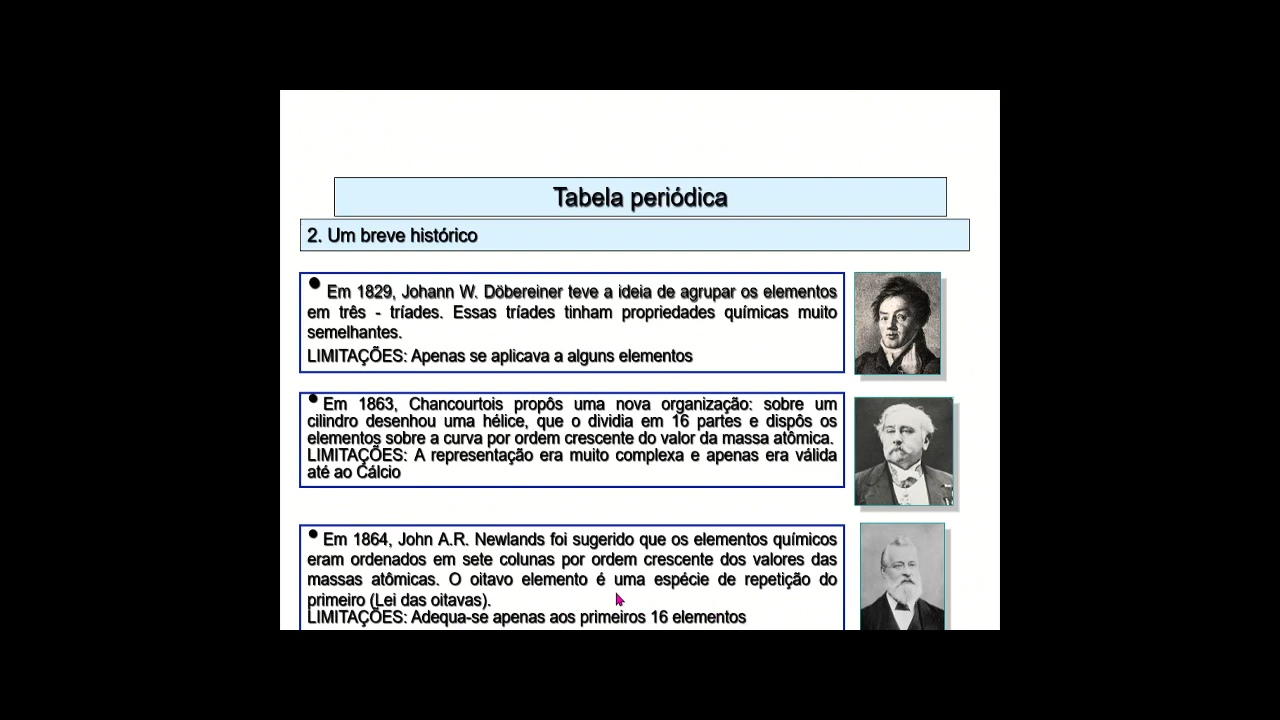 Tabela periódica
2. Um breve histórico
• Em 1829, Johann W. Döbereiner teve a ideia de agrupar os elementos
em três - tríades. Essas tríades tinham propriedades químicas muito
semelhantes.
LIMITAÇÕES: Apenas se aplicava a alguns elementos
• Em 1863, Chancourtois propôs uma nova organização: sobre um
cilindro desenhou uma hélice, que o dividia em 16 partes e dispôs os
elementos sobre a curva por ordem crescente do valor da massa atômica.
LIMITAÇÕES: A representação era muito complexa e apenas era válida
até ao Cálcio
• Em 1864, John A.R. Newlands foi sugerido que os elementos químicos
eram ordenados em sete colunas por ordem crescente dos valores das
massas atômicas. O oitavo elemento é uma espécie de repetição do
primeiro (Lei das oitavas).
LIMITAÇÕES: Adequa-se apenas aos primeiros 16 elementos